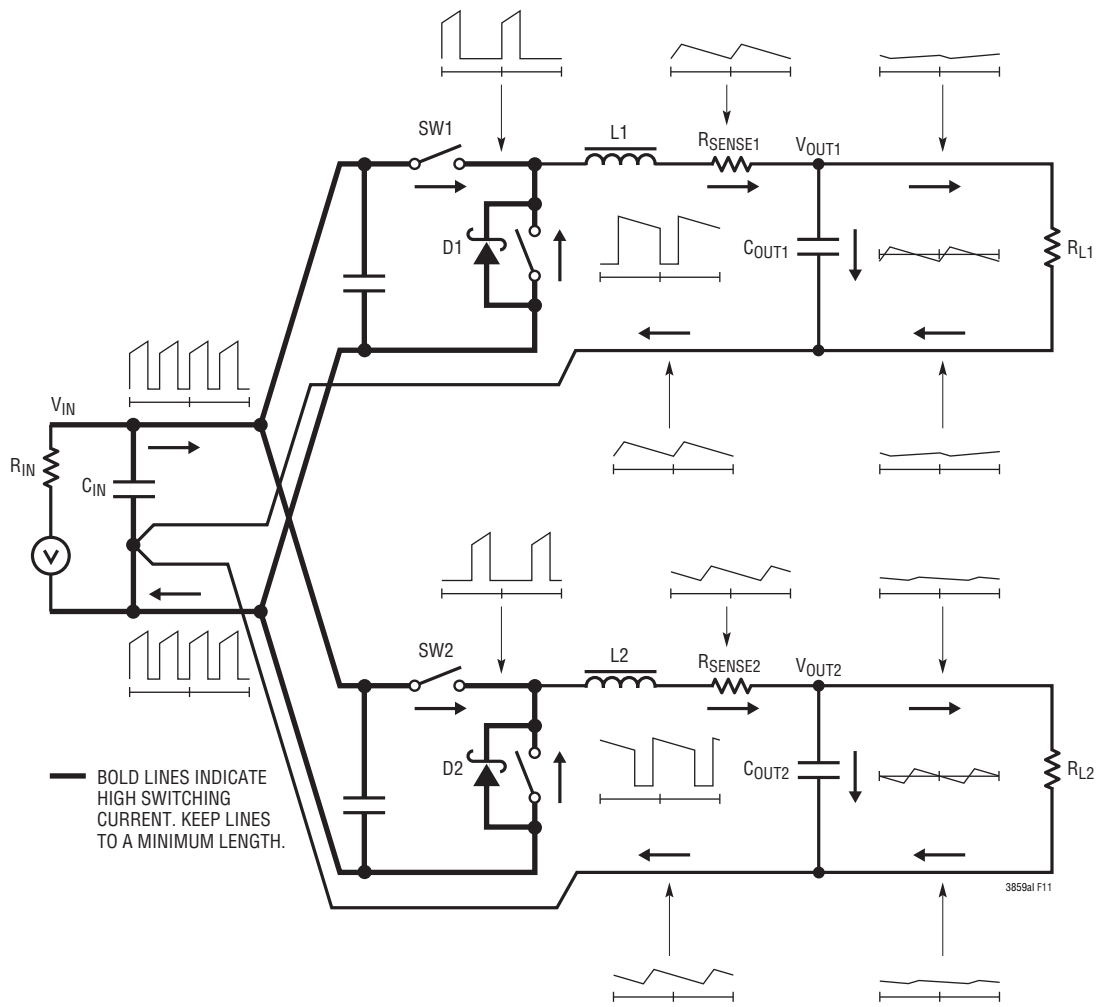 SW1
L1
RSENSE1
VOUT1
D1
COUT1
RL1
VIN
RIN
CIN
V
SW2
L2
RSENSE2
VOUT2
D2
COUT2
RL2
BOLD LINES INDICATE
HIGH SWITCHING
CURRENT. KEEP LINES
TO A MINIMUM LENGTH.
3859al F11